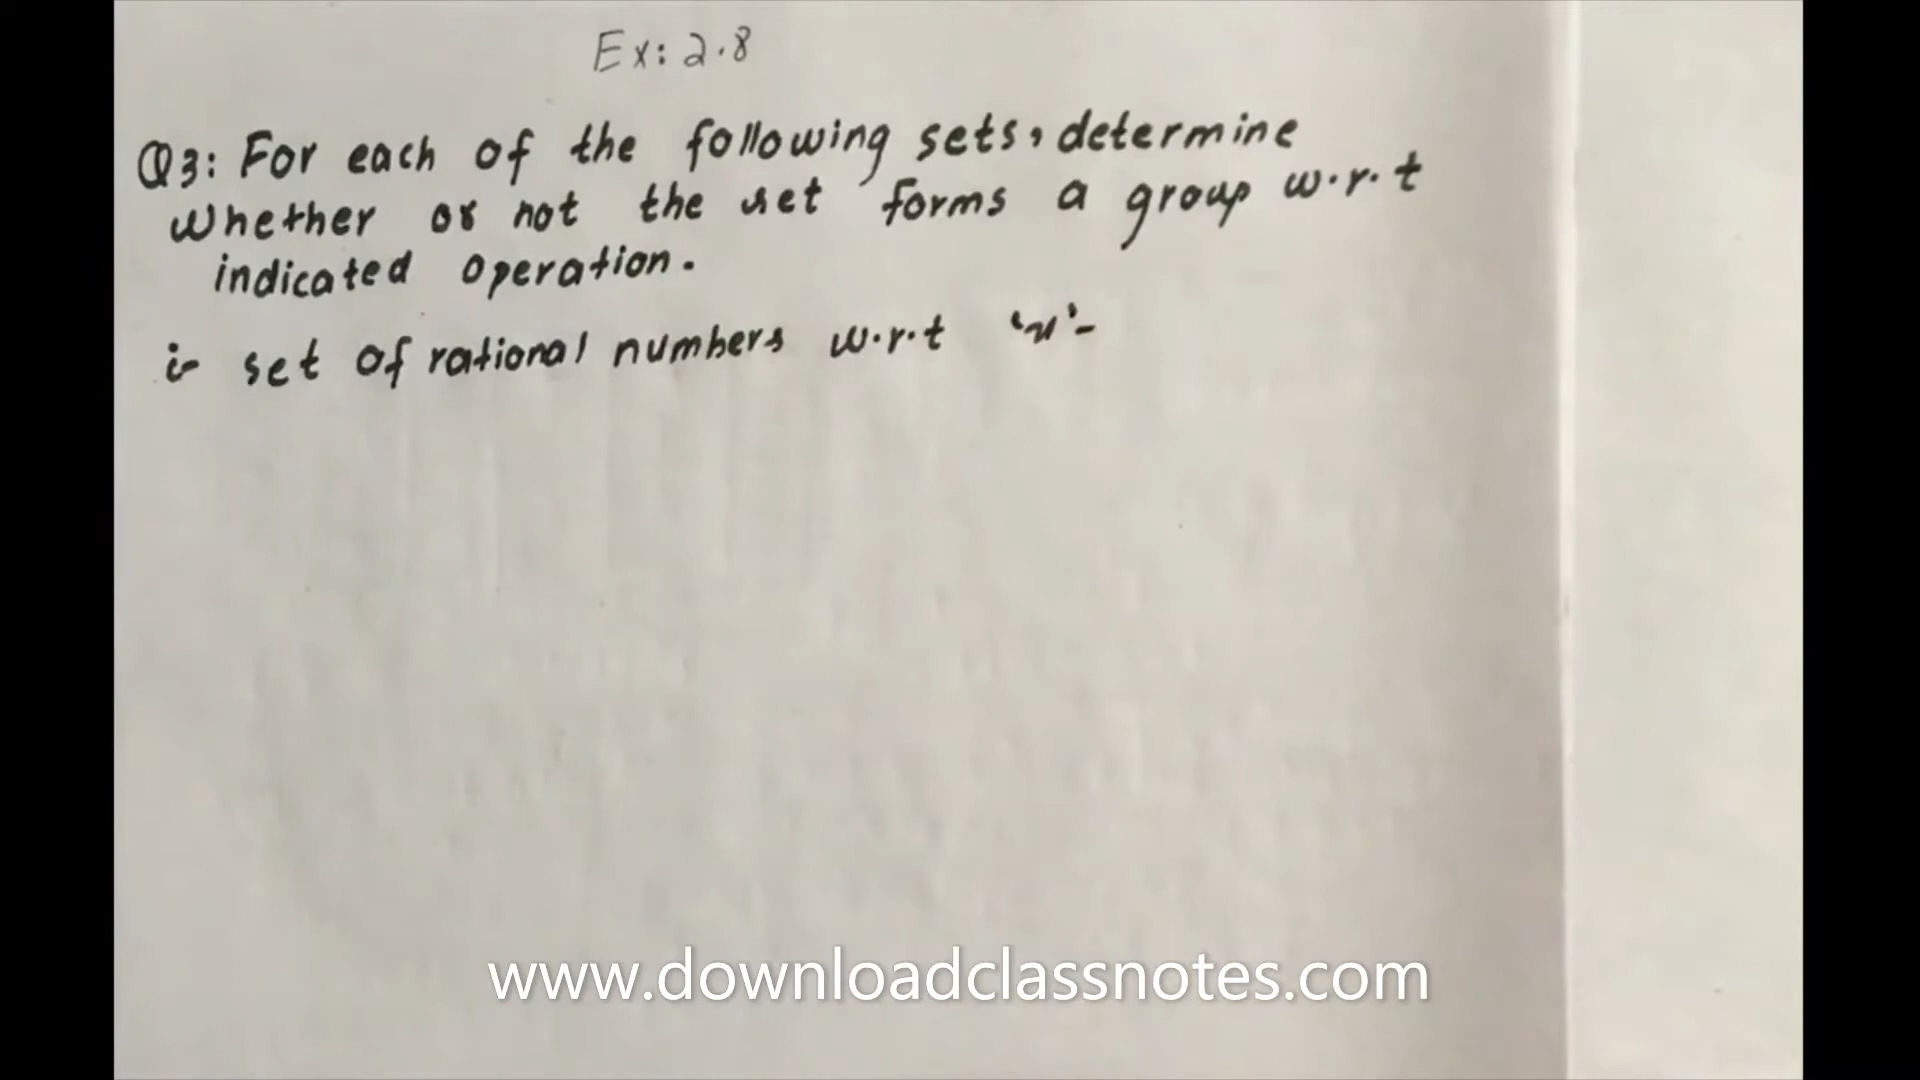 Ex: 2.8
Q3: For each of the following sets, determine
whether or not the set forms a group w.r.t
indicated operation.
i- set of rational numbers w.r.t 'x'-
www.downloadclassnotes.com